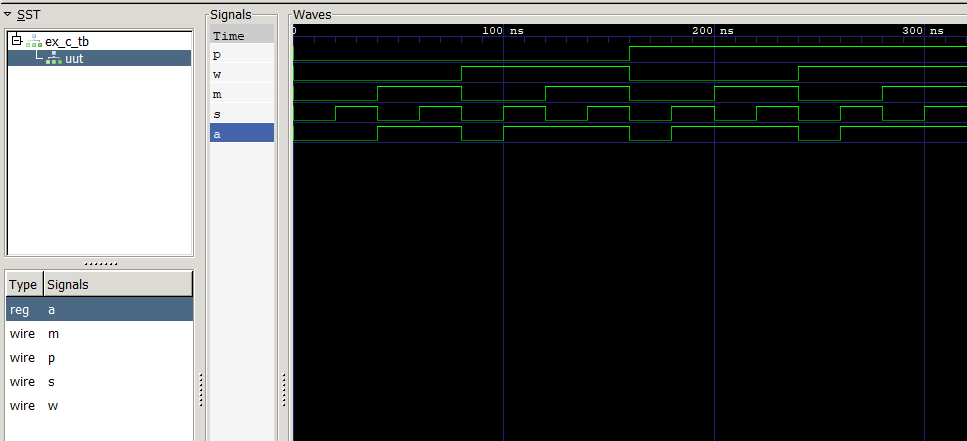 SST
ex_c_tb
uut
Type Signals
reg a
wire m
wire p
wire s
wire w
Signals
Time
p
w
m
s
a
Waves
0 100 ns 200 ns 300 ns